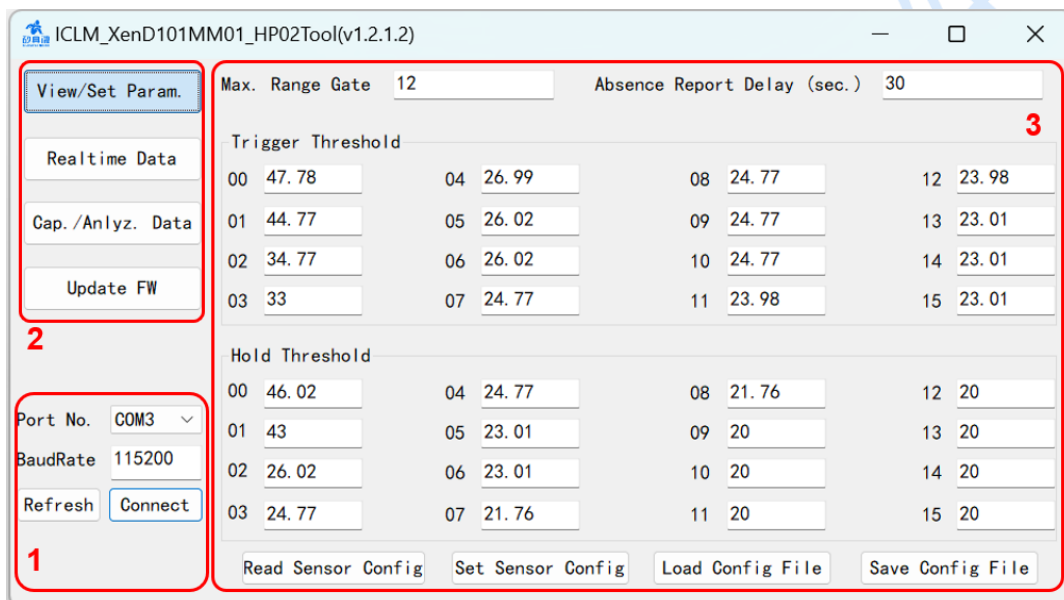 ICLM_XenD101MM01_HP02Tool(v1.2.1.2)
View/Set Param.
Realtime Data
Cap./Anlyz. Data
Update FW
2
Port No. COM3
BaudRate 115200
Refresh Connect
1
Max. Range Gate 12 Absence Report Delay (sec.) 30
3
Trigger Threshold
00 47.78 04 26.99 08 24.77 12 23.98
01 44.77 05 26.02 09 24.77 13 23.01
02 34.77 06 26.02 10 24.77 14 23.01
03 33 07 24.77 11 23.98 15 23.01
Hold Threshold
00 46.02 04 24.77 08 21.76 12 20
01 43 05 23.01 09 20 13 20
02 26.02 06 23.01 10 20 14 20
03 24.77 07 21.76 11 20 15 20
Read Sensor Config Set Sensor Config Load Config File Save Config File